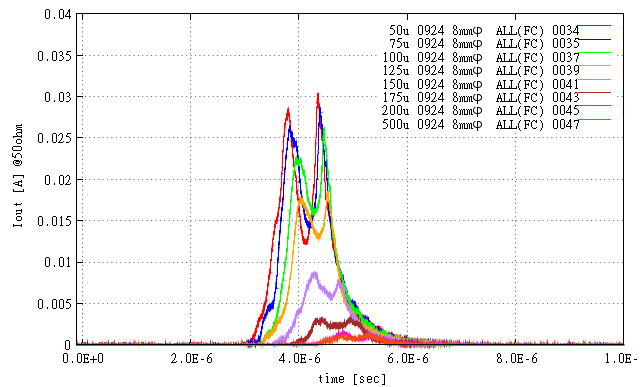 0.04
50u 0924 8mmφ ALL(FC) 0034
75u 0924 8mmφ ALL(FC) 0035
100u 0924 8mmφ ALL(FC) 0037
125u 0924 8mmφ ALL(FC) 0039
150u 0924 8mmφ ALL(FC) 0041
175u 0924 8mmφ ALL(FC) 0043
200u 0924 8mmφ ALL(FC) 0045
500u 0924 8mmφ ALL(FC) 0047
0.035
0.03
0.025
0.02
0.015
0.01
0.005
0
Iout [A] @50ohm
0.0E+0 2.0E-6 4.0E-6 6.0E-6 8.0E-6 1.0E-5
time [sec]